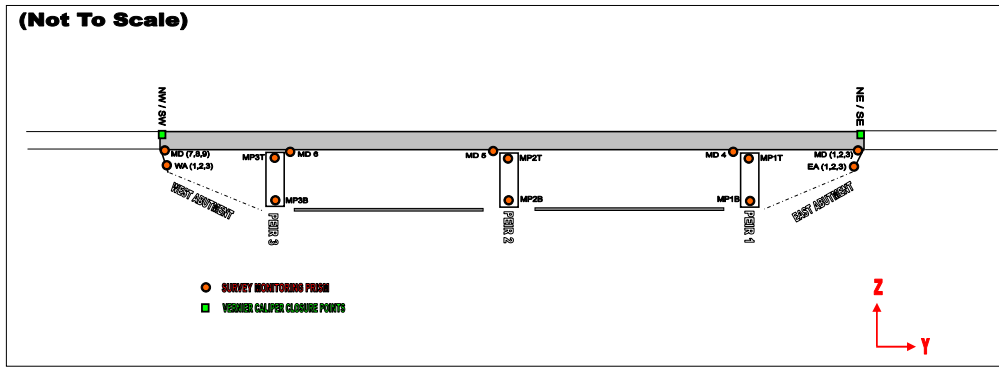 (Not To Scale)
NW / SW
NE / SE
MD (7,8,9)
WA (1,2,3)
MP3T
MD 6
MD 5
MP2T
MD 4
MP1T
MD (1,2,3)
EA (1,2,3)
WEST ABUTMENT
MP3B
MP2B
MP1B
EAST ABUTMENT
PEIR 3
PEIR 2
PEIR 1
SURVEY MONITORING PRISM
VERNIER CALIPER CLOSURE POINTS
Z
Y